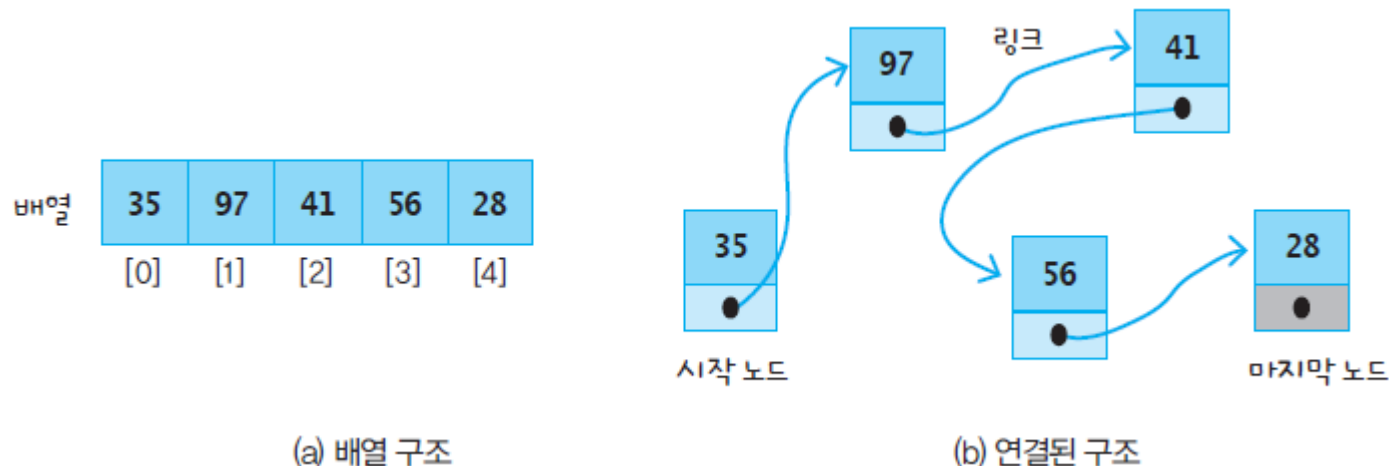 배열
35 97 41 56 28
[0] [1] [2] [3] [4]
(a) 배열 구조
35
시작 노드
97
링크
41
56
28
마지막 노드
(b) 연결된 구조